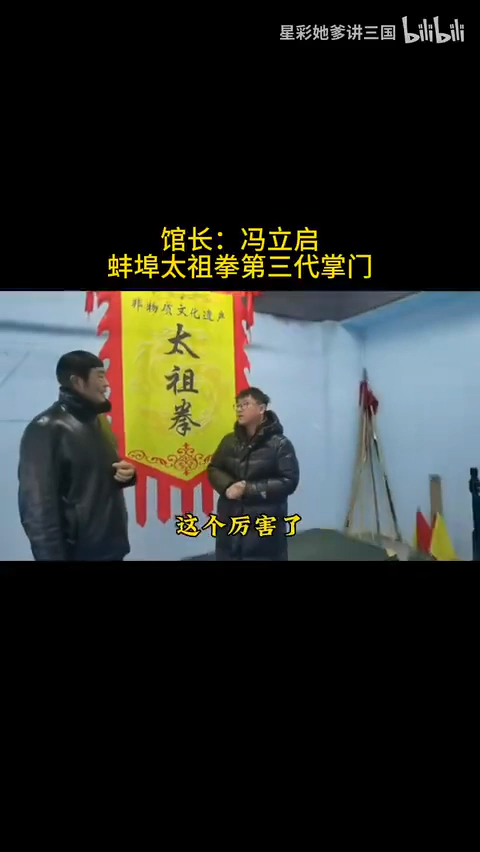 星彩她爹讲三国 bilibili
馆长：冯立启
蚌埠太祖拳第三代掌门
非物质文化遗产
太祖拳
这个厉害了